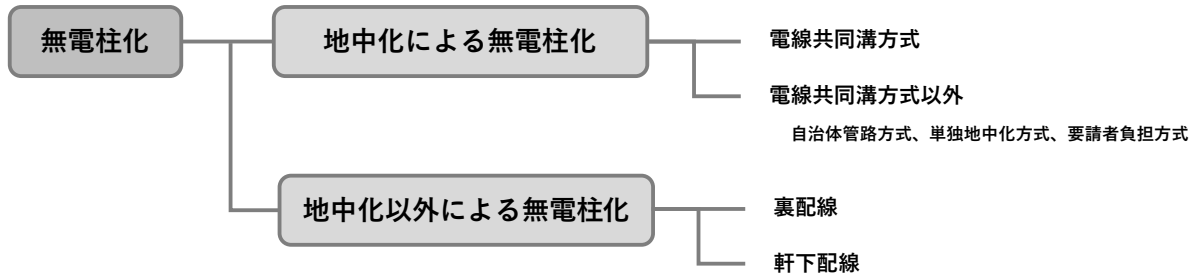 無電柱化
地中化による無電柱化
電線共同溝方式
電線共同溝方式以外
自治体管路方式、単独地中化方式、要請者負担方式
地中化以外による無電柱化
裏配線
軒下配線